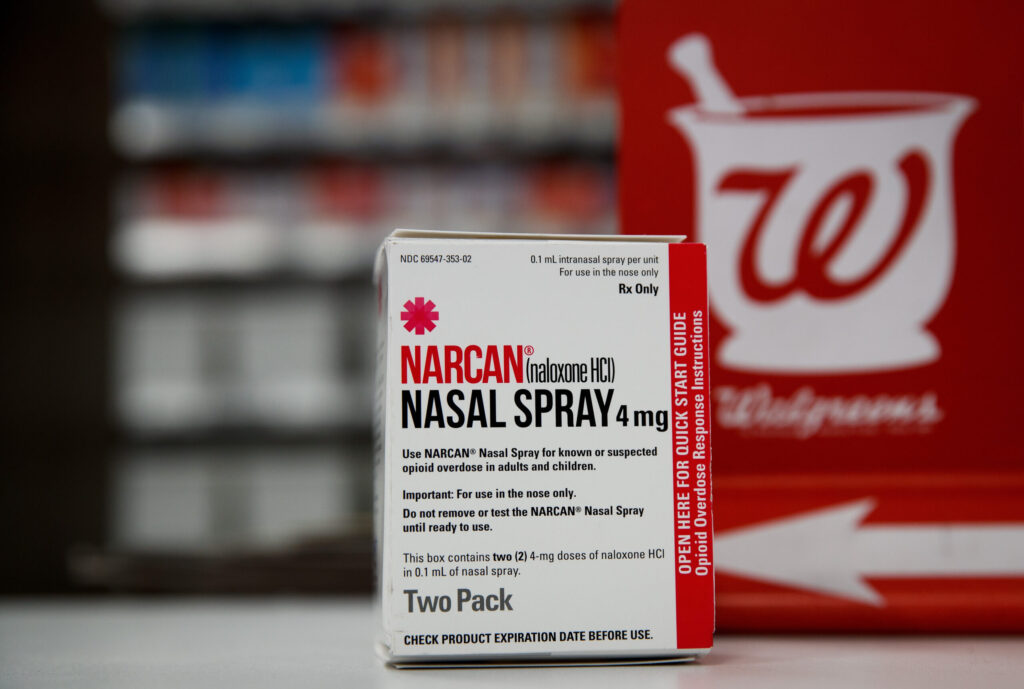 NDC 69547-353-02
0.1 mL intranasal spray per unit
For use in the nose only
Rx Only
NARCAN® (naloxone HCl)
NASAL SPRAY 4 mg
Use NARCAN® Nasal Spray for known or suspected
opioid overdose in adults and children.
Important: For use in the nose only.
Do not remove or test the NARCAN® Nasal Spray
until ready to use.
This box contains two (2) 4-mg doses of naloxone HCl
in 0.1 mL of nasal spray.
Two Pack
CHECK PRODUCT EXPIRATION DATE BEFORE USE.
OPEN HERE FOR QUICK START GUIDE
Opioid Overdose Response Instructions
W
Walgreens